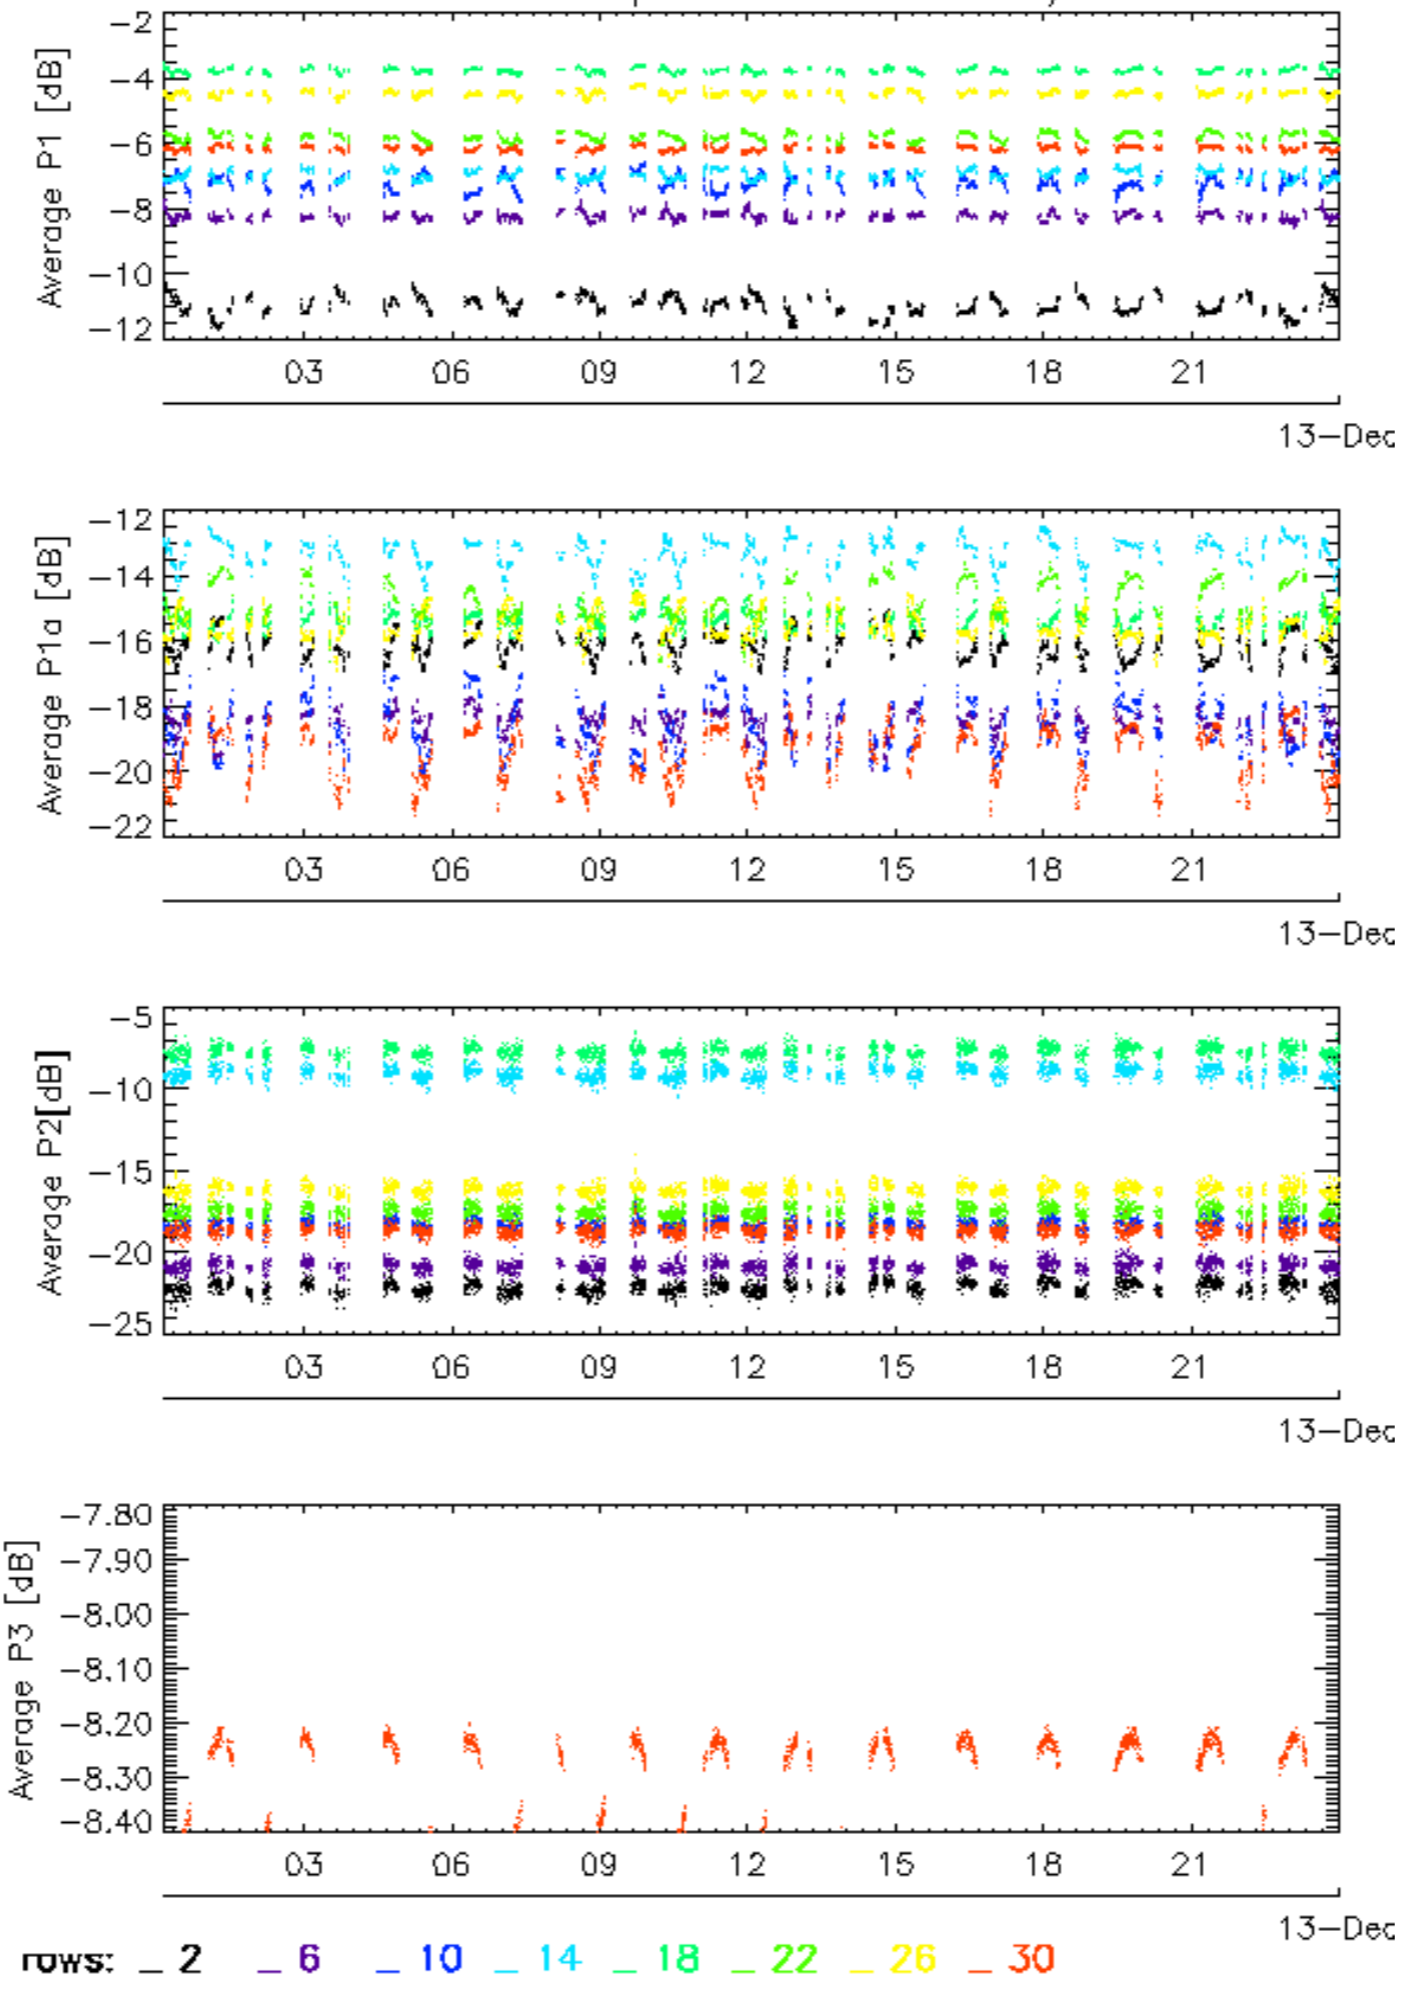 Average P1 [dB]
-2
-4
-6
-8
-10
-12
03 06 09 12 15 18 21
13-Dec
Average P1a [dB]
-12
-14
-16
-18
-20
-22
03 06 09 12 15 18 21
13-Dec
Average P2[dB]
-5
-10
-15
-20
-25
03 06 09 12 15 18 21
13-Dec
Average P3 [dB]
-7.80
-7.90
-8.00
-8.10
-8.20
-8.30
-8.40
03 06 09 12 15 18 21
13-Dec
rows: _ 2 _ 6 _ 10 _ 14 _ 18 _ 22 _ 26 _ 30